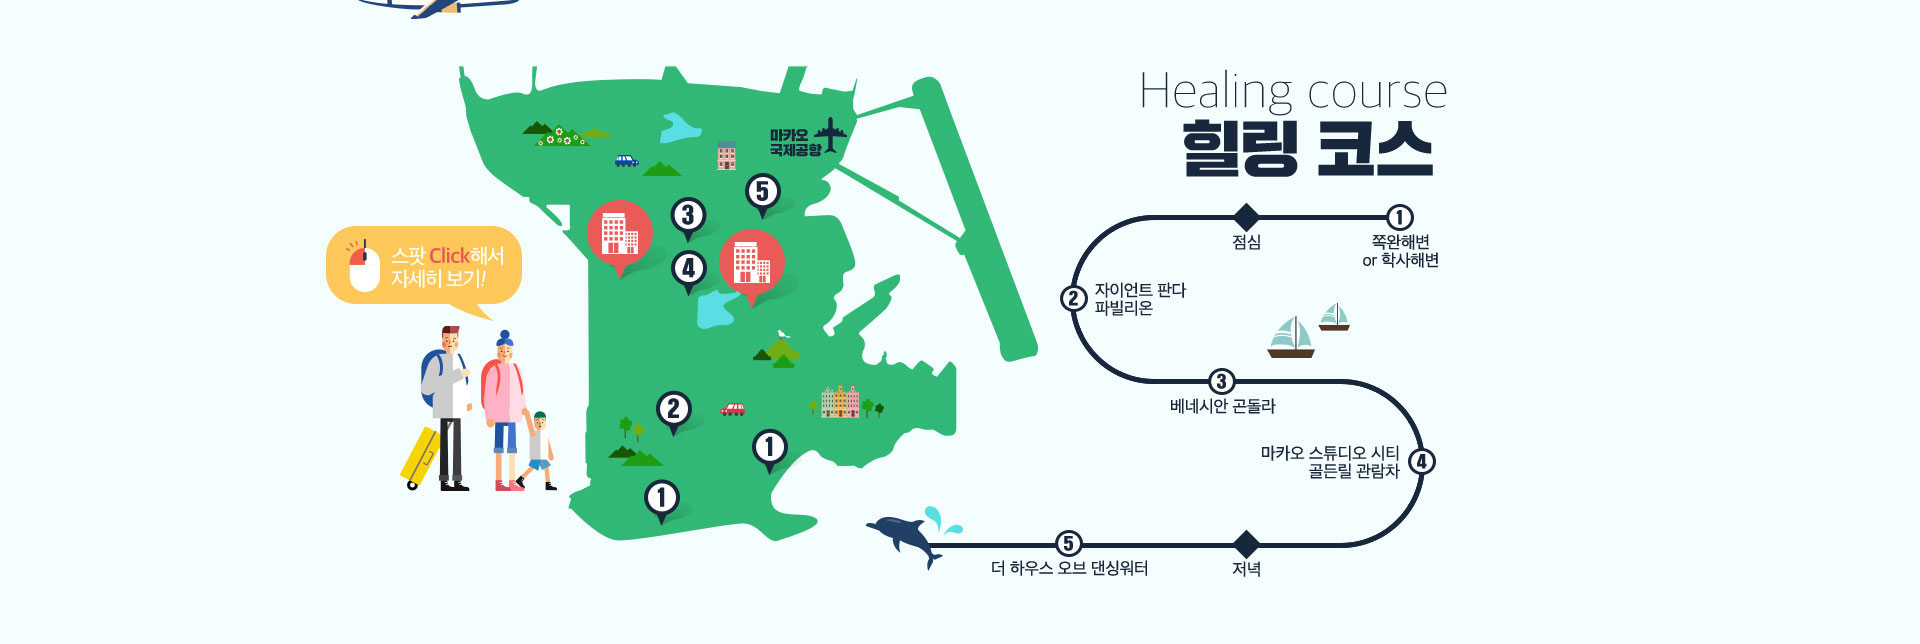 Healing course
힐링 코스
마카오
국제공항
5
3
4
2
1
1
스팟 Click해서
자세히 보기!
1
점심
쪽완해변
or 학사해변
2
자이언트 판다
파빌리온
3
베네시안 곤돌라
4
마카오 스튜디오 시티
골든릴 관람차
5
더 하우스 오브 댄싱워터
저녁